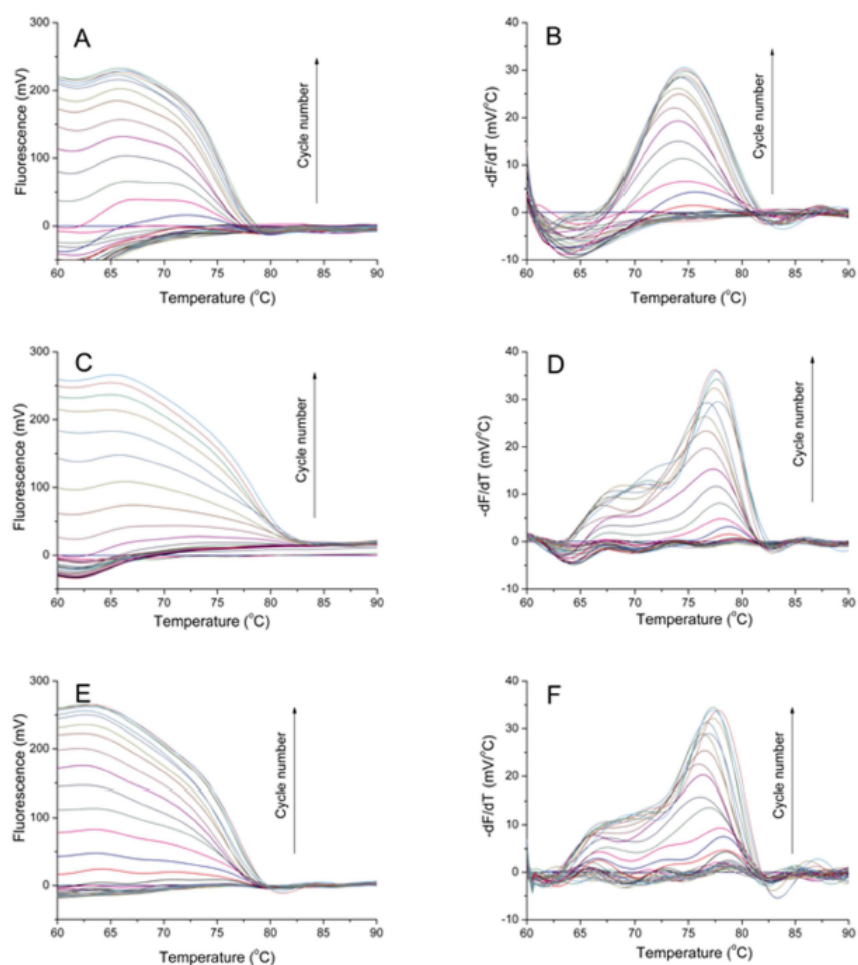 A
Fluorescence (mV)
300
200
100
0
60 65 70 75 80 85 90
Temperature (°C)
Cycle number
B
-dF/dT (mV/°C)
40
30
20
10
0
-10
60 65 70 75 80 85 90
Temperature (°C)
Cycle number
C
Fluorescence (mV)
300
200
100
0
60 65 70 75 80 85 90
Temperature (°C)
Cycle number
D
-dF/dT (mV/°C)
40
30
20
10
0
-10
60 65 70 75 80 85 90
Temperature (°C)
Cycle number
E
Fluorescence (mV)
300
200
100
0
60 65 70 75 80 85 90
Temperature (°C)
Cycle number
F
-dF/dT (mV/°C)
40
30
20
10
0
-10
60 65 70 75 80 85 90
Temperature (°C)
Cycle number